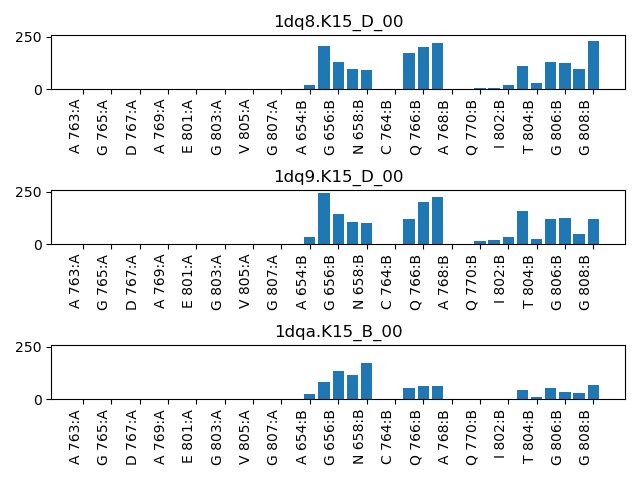 1dq8.K15_D_00
250
0
A 763:A
G 765:A
D 767:A
A 769:A
E 801:A
G 803:A
V 805:A
G 807:A
A 654:B
G 656:B
N 658:B
C 764:B
Q 766:B
A 768:B
Q 770:B
I 802:B
T 804:B
G 806:B
G 808:B
1dq9.K15_D_00
250
0
A 763:A
G 765:A
D 767:A
A 769:A
E 801:A
G 803:A
V 805:A
G 807:A
A 654:B
G 656:B
N 658:B
C 764:B
Q 766:B
A 768:B
Q 770:B
I 802:B
T 804:B
G 806:B
G 808:B
1dqa.K15_B_00
250
0
A 763:A
G 765:A
D 767:A
A 769:A
E 801:A
G 803:A
V 805:A
G 807:A
A 654:B
G 656:B
N 658:B
C 764:B
Q 766:B
A 768:B
Q 770:B
I 802:B
T 804:B
G 806:B
G 808:B